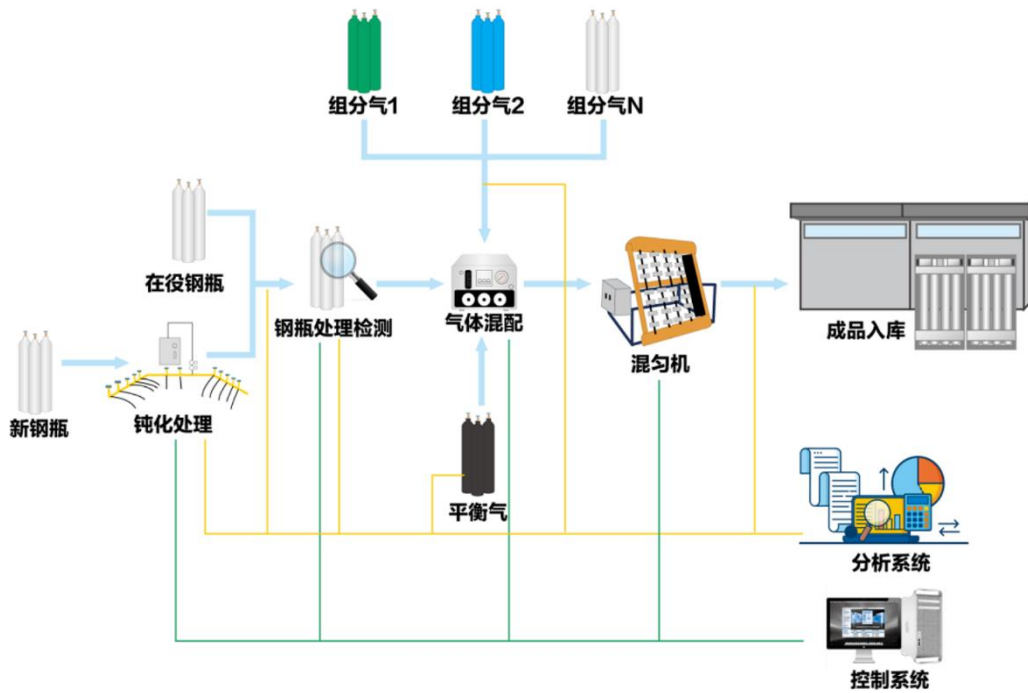 组分气1
组分气2
组分气N
在役钢瓶
钢瓶处理检测
气体混配
混匀机
成品入库
新钢瓶
钝化处理
平衡气
分析系统
控制系统